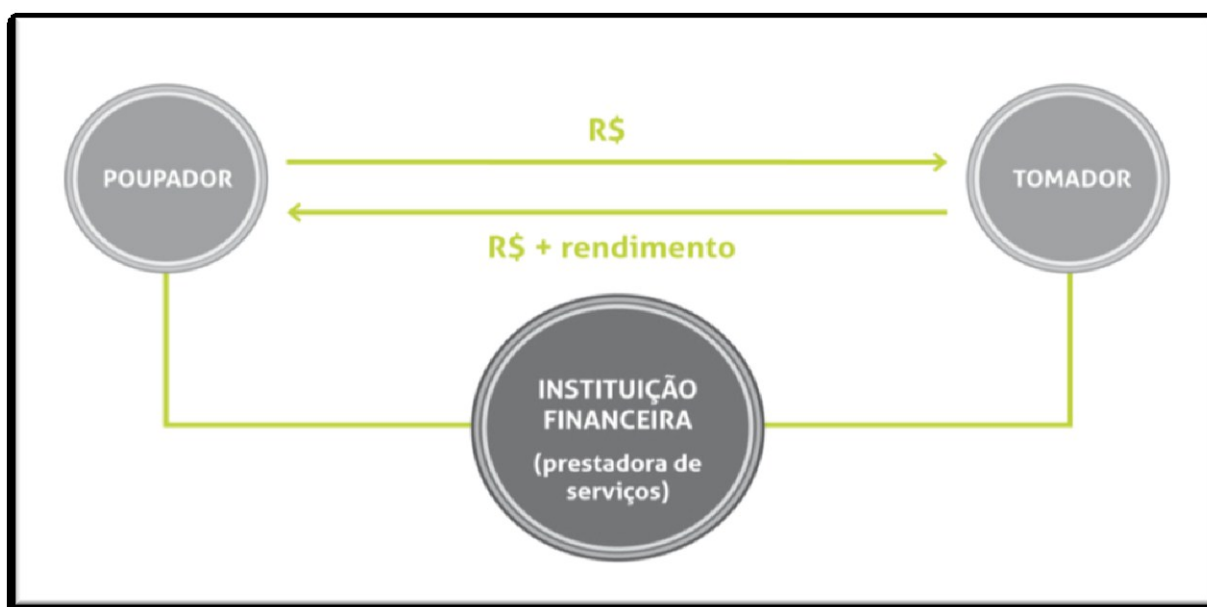 R$
POUPADOR
TOMADOR
R$ + rendimento
INSTITUIÇÃO
FINANCEIRA
(prestadora de
serviços)